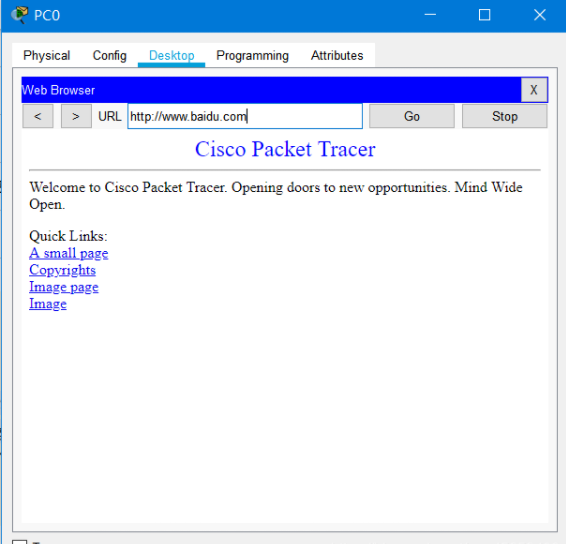 PC0
Physical Config Desktop Programming Attributes
Web Browser X
< > URL http://www.baidu.com Go Stop
Cisco Packet Tracer
Welcome to Cisco Packet Tracer. Opening doors to new opportunities. Mind Wide
Open.
Quick Links:
A small page
Copyrights
Image page
Image